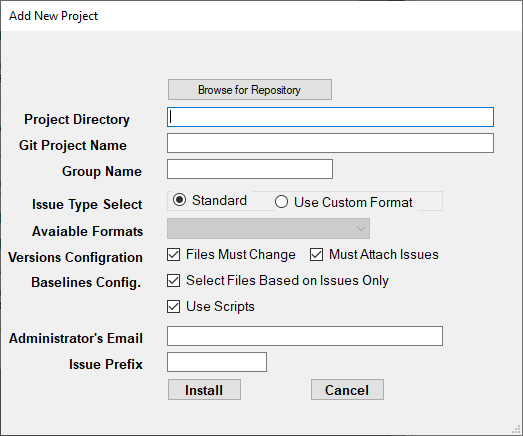 Add New Project
Browse for Repository
Project Directory
Git Project Name
Group Name
Issue Type Select Standard Use Custom Format
Avaiable Formats
Versions Configration Files Must Change Must Attach Issues
Baselines Config. Select Files Based on Issues Only
Use Scripts
Administrator's Email
Issue Prefix
Install Cancel